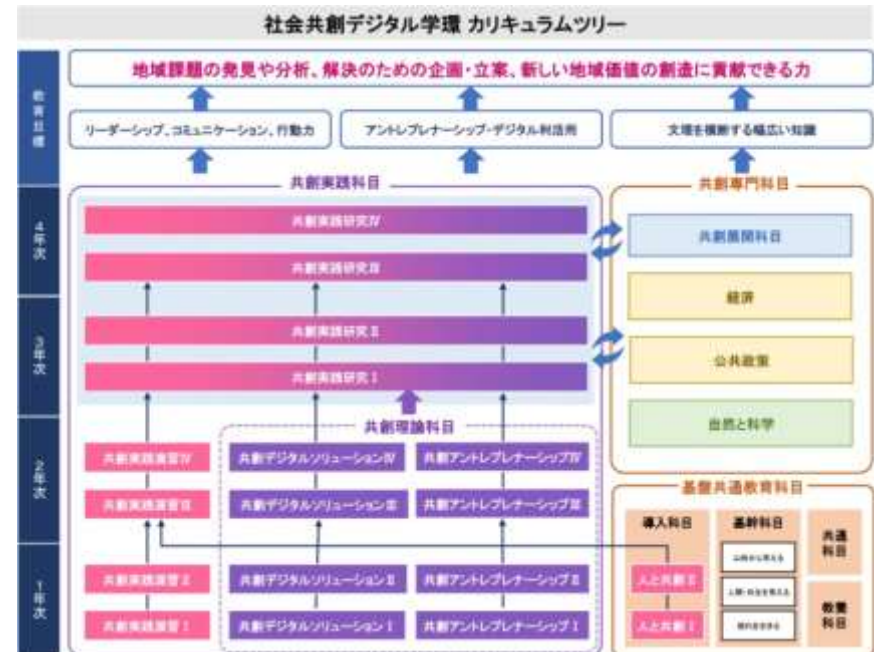 社会共創デジタル学環 カリキュラムツリー
教育目標
地域課題の発見や分析、解決のための企画・立案、新しい地域価値の創造に貢献できる力
リーダーシップ、コミュニケーション、行動力
アントレプレナーシップ・デジタル利活用
文理を横断する幅広い知識
共創実践科目
共創専門科目
4年次
共創実践研究Ⅳ
共創実践研究Ⅲ
共創展開科目
3年次
共創実践研究Ⅱ
共創実践研究Ⅰ
経済
公共政策
自然と科学
共創理論科目
2年次
共創実践演習Ⅳ
共創デジタルソリューションⅣ
共創アントレプレナーシップⅣ
共創実践演習Ⅲ
共創デジタルソリューションⅢ
共創アントレプレナーシップⅢ
基盤共通教育科目
導入科目
基幹科目
共通
科目
教養
科目
1年次
共創実践演習Ⅱ
共創デジタルソリューションⅡ
共創アントレプレナーシップⅡ
人と共創Ⅱ
共創実践演習Ⅰ
共創デジタルソリューションⅠ
共創アントレプレナーシップⅠ
人と共創Ⅰ